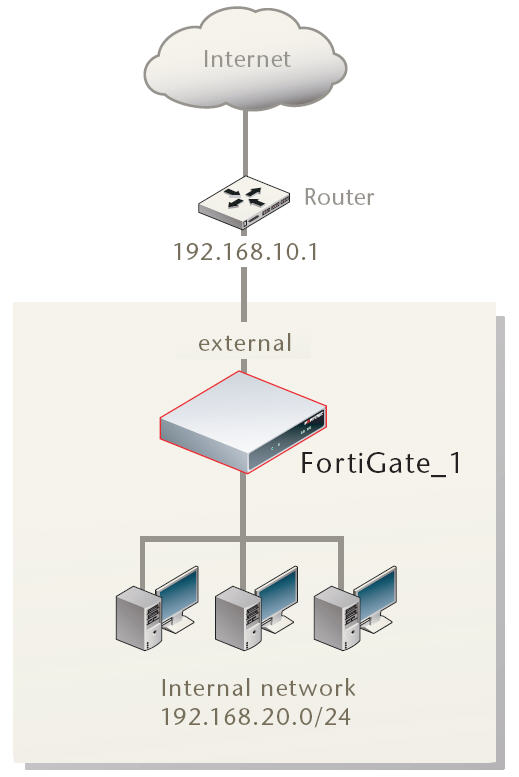 Internet
Router
192.168.10.1
external
FortiGate_1
Internal network
192.168.20.0/24